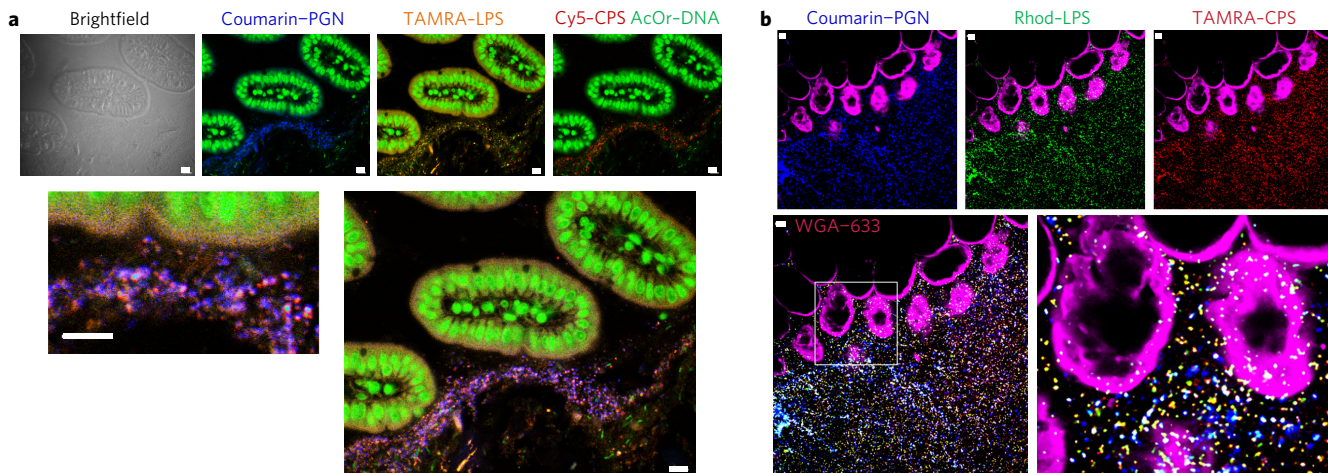 a
Brightfield
Coumarin–PGN
TAMRA–LPS
Cy5–CPS AcOr–DNA
b
Coumarin–PGN
Rhod–LPS
TAMRA–CPS
WGA–633